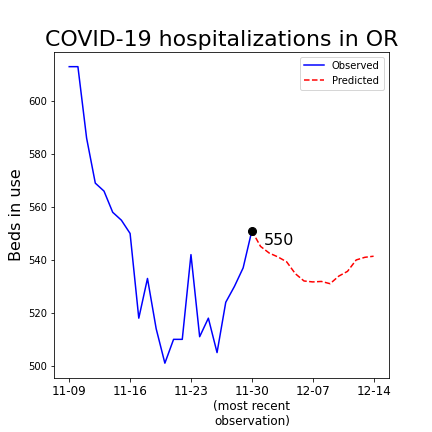 COVID-19 hospitalizations in OR
Observed
Predicted
Beds in use
600
580
560
540
520
500
550
11-09 11-16 11-23 11-30 12-07 12-14
(most recent
observation)